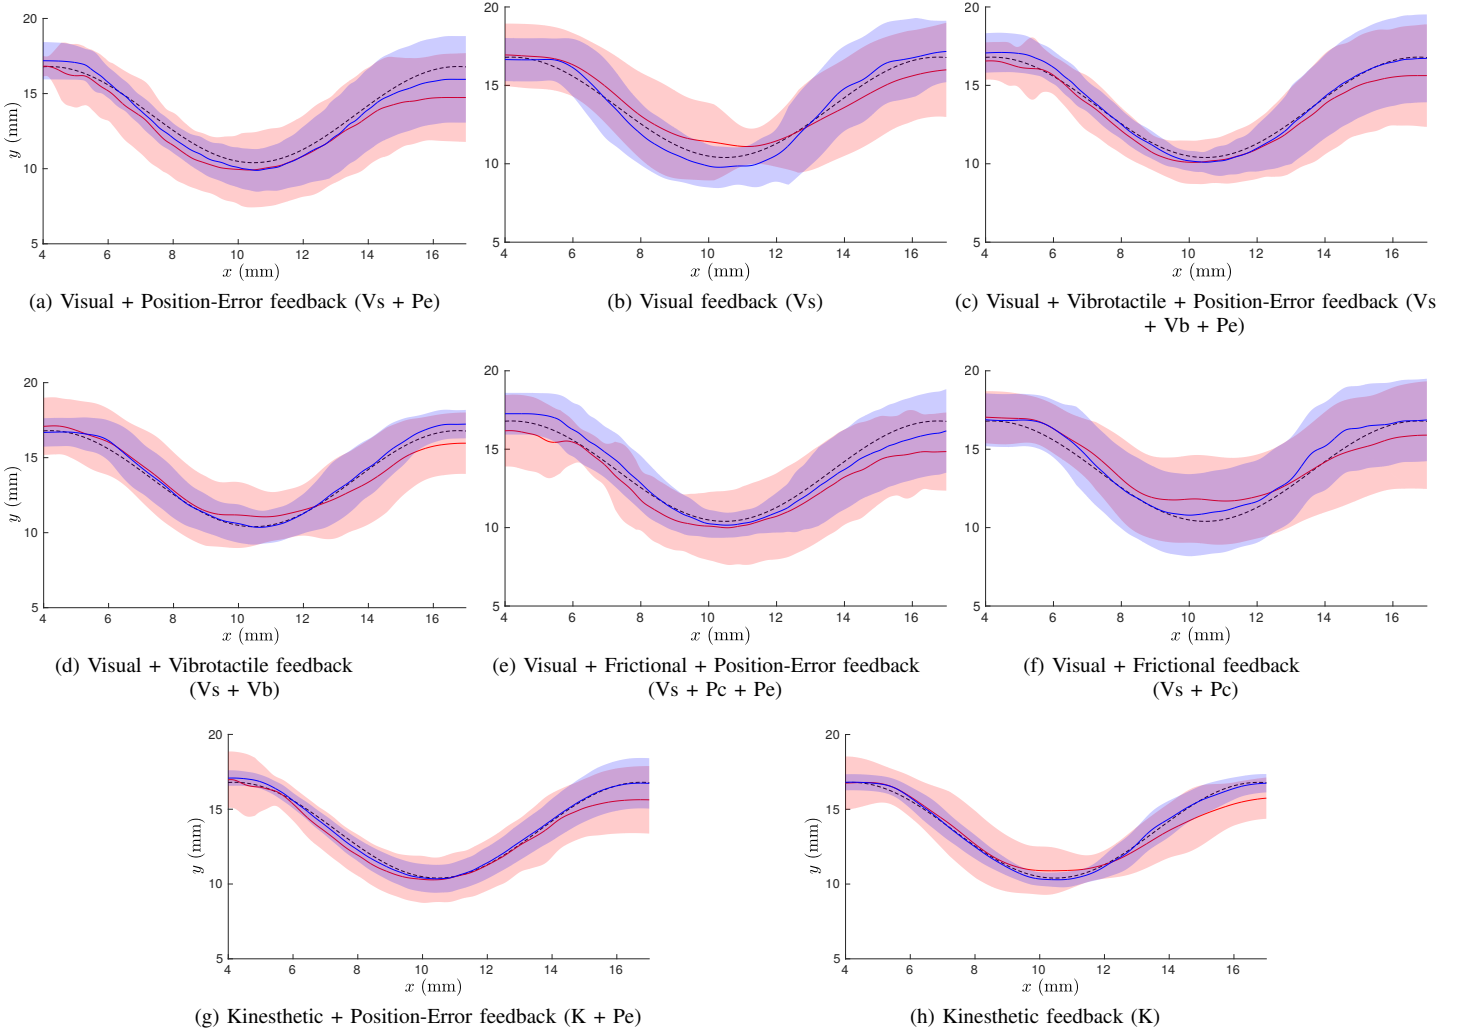 20
15
10
5
y (mm)
4 6 8 10 12 14 16
x (mm)
(a) Visual + Position-Error feedback (Vs + Pe)
20
15
10
5
4 6 8 10 12 14 16
x (mm)
(b) Visual feedback (Vs)
20
15
10
5
4 6 8 10 12 14 16
x (mm)
(c) Visual + Vibrotactile + Position-Error feedback (Vs
+ Vb + Pe)
20
15
10
5
y (mm)
4 6 8 10 12 14 16
x (mm)
(d) Visual + Vibrotactile feedback
(Vs + Vb)
20
15
10
5
4 6 8 10 12 14 16
x (mm)
(e) Visual + Frictional + Position-Error feedback
(Vs + Pc + Pe)
20
15
10
5
4 6 8 10 12 14 16
x (mm)
(f) Visual + Frictional feedback
(Vs + Pc)
20
15
10
5
y (mm)
4 6 8 10 12 14 16
x (mm)
(g) Kinesthetic + Position-Error feedback (K + Pe)
20
15
10
5
y (mm)
4 6 8 10 12 14 16
x (mm)
(h) Kinesthetic feedback (K)